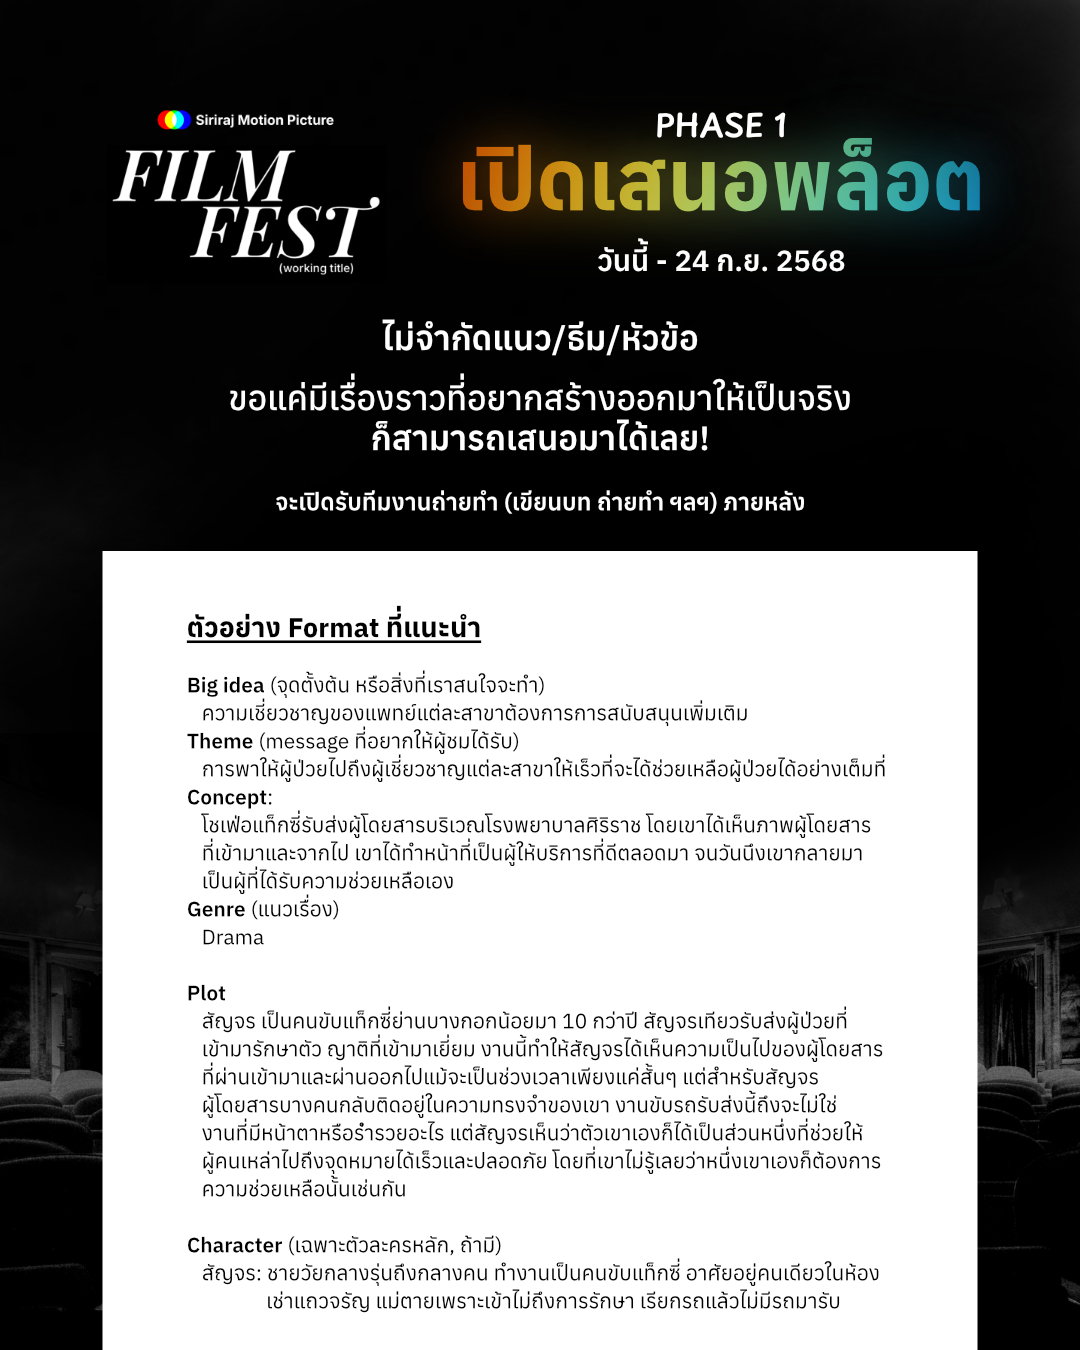 Siriraj Motion Picture
FILM
FEST
(working title)
PHASE 1
เปิดเสนอพล็อต
วันนี้ - 24 ก.ย. 2568
ไม่จำกัดแนว/ธีม/หัวข้อ
ขอแค่มีเรื่องราวที่อยากสร้างออกมาให้เป็นจริง
ก็สามารถเสนอมาได้เลย!
จะเปิดรับทีมงานถ่ายทำ (เขียนบท ถ่ายทำ ฯลฯ) ภายหลัง
ตัวอย่าง Format ที่แนะนำ
Big idea (จุดตั้งต้น หรือสิ่งที่เราสนใจจะทำ)
ความเชี่ยวชาญของแพทย์แต่ละสาขาต้องการการสนับสนุนเพิ่มเติม
Theme (message ที่อยากให้ผู้ชมได้รับ)
การพาให้ผู้ป่วยไปถึงผู้เชี่ยวชาญแต่ละสาขาให้เร็วที่จะได้ช่วยเหลือผู้ป่วยได้อย่างเต็มที่
Concept:
โชเฟ่อแท็กซี่รับส่งผู้โดยสารบริเวณโรงพยาบาลศิริราช โดยเขาได้เห็นภาพผู้โดยสาร
ที่เข้ามาและจากไป เขาได้ทำหน้าที่เป็นผู้ให้บริการที่ดีตลอดมา จนวันนึงเขากลายมา
เป็นผู้ที่ได้รับความช่วยเหลือเอง
Genre (แนวเรื่อง)
Drama
Plot
สัญจร เป็นคนขับแท็กซี่ย่านบางกอกน้อยมา 10 กว่าปี สัญจรเทียวรับส่งผู้ป่วยที่
เข้ามารักษาตัว ญาติที่เข้ามาเยี่ยม งานนี้ทำให้สัญจรได้เห็นความเป็นไปของผู้โดยสาร
ที่ผ่านเข้ามาและผ่านออกไปแม้จะเป็นช่วงเวลาเพียงแค่สั้นๆ แต่สำหรับสัญจร
ผู้โดยสารบางคนกลับติดอยู่ในความทรงจำของเขา งานขับรถรับส่งนี้ถึงจะไม่ใช่
งานที่มีหน้าตาหรือร่ำรวยอะไร แต่สัญจรเห็นว่าตัวเขาเองก็ได้เป็นส่วนหนึ่งที่ช่วยให้
ผู้คนเหล่าไปถึงจุดหมายได้เร็วและปลอดภัย โดยที่เขาไม่รู้เลยว่าหนึ่งเขาเองก็ต้องการ
ความช่วยเหลือนั้นเช่นกัน
Character (เฉพาะตัวละครหลัก, ถ้ามี)
สัญจร: ชายวัยกลางรุ่นถึงกลางคน ทำงานเป็นคนขับแท็กซี่ อาศัยอยู่คนเดียวในห้อง
เช่าแถวจรัญ แม่ตายเพราะเข้าไม่ถึงการรักษา เรียกรถแล้วไม่มีรถมารับ